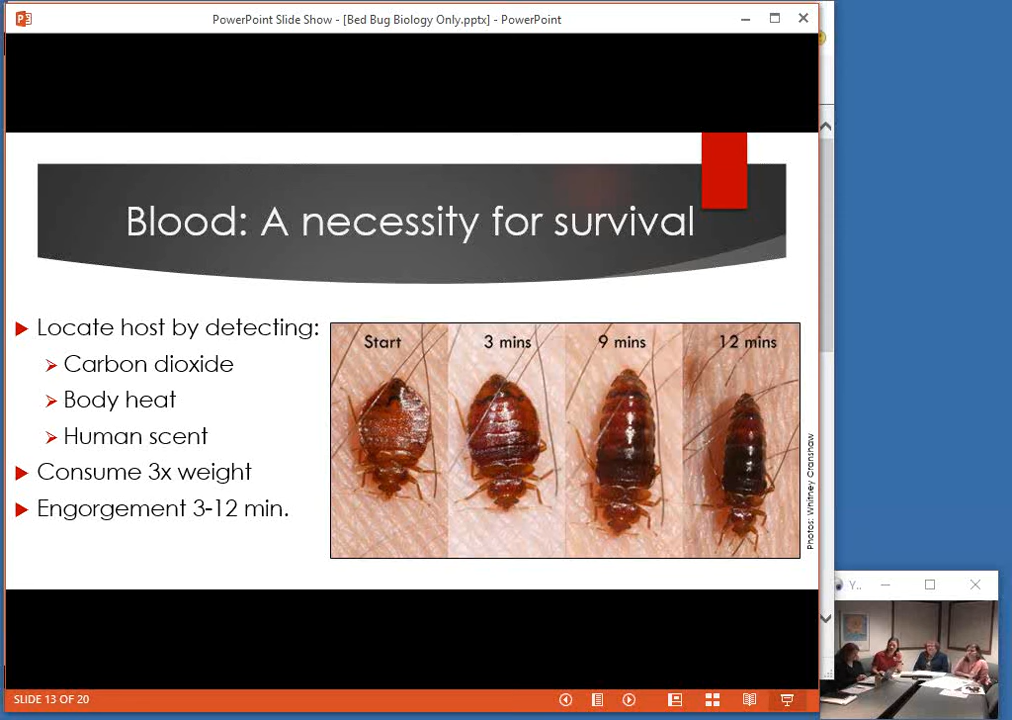 PowerPoint Slide Show - [Bed Bug Biology Only.pptx] - PowerPoint
Blood: A necessity for survival
Locate host by detecting:
Carbon dioxide
Body heat
Human scent
Consume 3x weight
Engorgement 3-12 min.
Start
3 mins
9 mins
12 mins
Photos: Whitney Cranshaw
SLIDE 13 OF 20
Y..